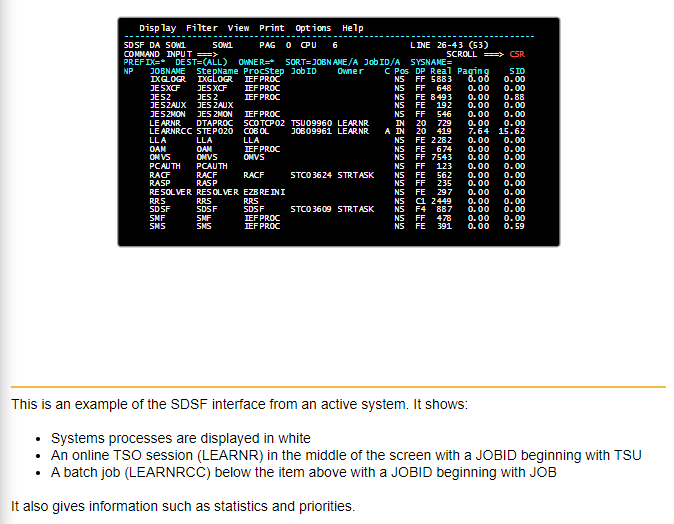 Display Filter View Print Options Help
SDSF DA SOW1 SOW1 PAG 0 CPU 6 LINE 26-43 (53)
COMMAND INPUT ===> SCROLL ===> CSR
PREFIX=* DEST=(ALL) OWNER=* SORT=JOBNAME/A JobID/A SYSNAME=
NP JOBNAME StepName ProcStep JobID Owner C Pos DP Real Paging SIO
IXGLOGR IXGLOGR IEFPROC NS FF 5883 0.00 0.00
JESXCF JESXCF IEFPROC NS FF 648 0.00 0.00
JES2 JES2 IEFPROC NS FE 8493 0.00 0.88
JES2AUX JES2AUX NS FE 192 0.00 0.00
JES2MON JES2MON IEFPROC NS FF 546 0.00 0.00
LEARNR DTAPROC SCOTCP02 TSU09960 LEARNR IN 20 729 0.00 0.00
LEARNRCC STEP020 COBOL JOB09961 LEARNR A IN 20 419 7.64 15.62
LLA LLA LLA NS FE 2282 0.00 0.00
OAM OAM IEFPROC NS FE 674 0.00 0.00
OMVS OMVS OMVS NS FF 7543 0.00 0.00
PCAUTH PCAUTH NS FF 123 0.00 0.00
RACF RACF RACF STC03624 STRTASK NS FE 562 0.00 0.00
RASP RASP NS FF 235 0.00 0.00
RESOLVER RESOLVER EZBREINI NS FE 297 0.00 0.00
RRS RRS RRS NS C1 2449 0.00 0.00
SDSF SDSF SDSF STC03609 STRTASK NS F4 887 0.00 0.00
SMF SMF IEFPROC NS FF 478 0.00 0.00
SMS SMS IEFPROC NS FE 391 0.00 0.59
This is an example of the SDSF interface from an active system. It shows:
• Systems processes are displayed in white
• An online TSO session (LEARNR) in the middle of the screen with a JOBID beginning with TSU
• A batch job (LEARNRCC) below the item above with a JOBID beginning with JOB
It also gives information such as statistics and priorities.